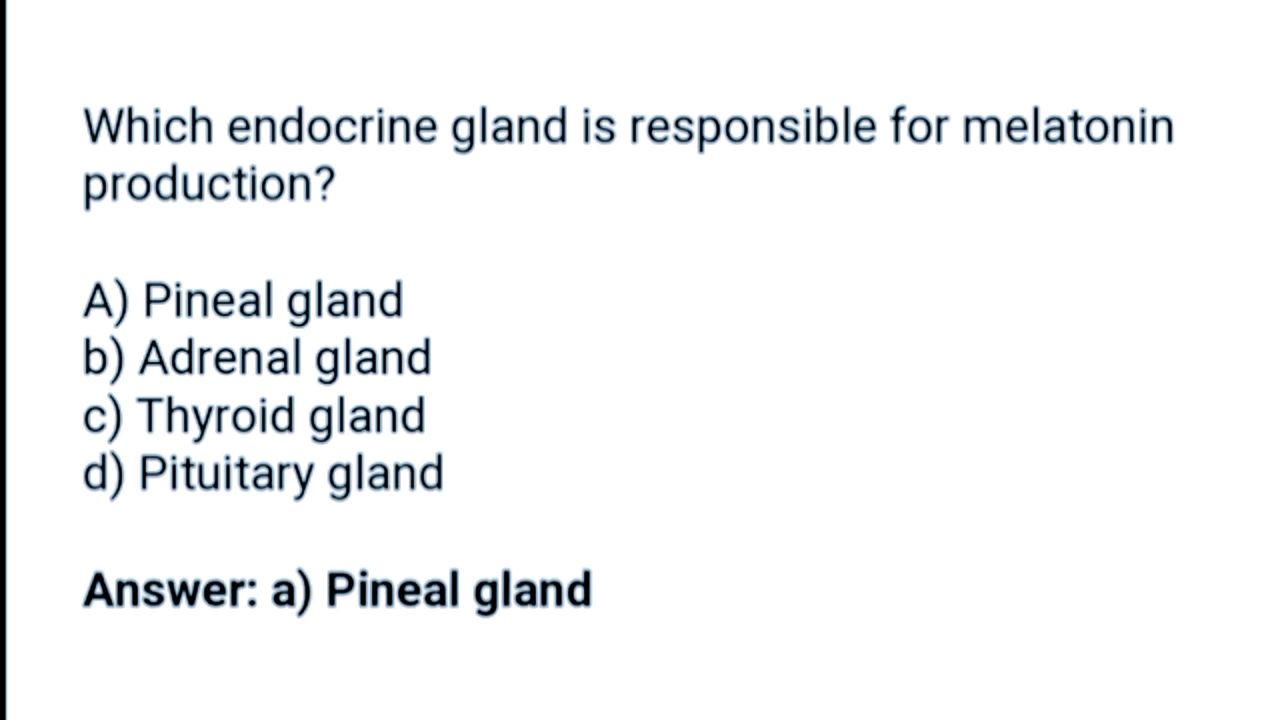 Which endocrine gland is responsible for melatonin
production?
A) Pineal gland
b) Adrenal gland
c) Thyroid gland
d) Pituitary gland
Answer: a) Pineal gland